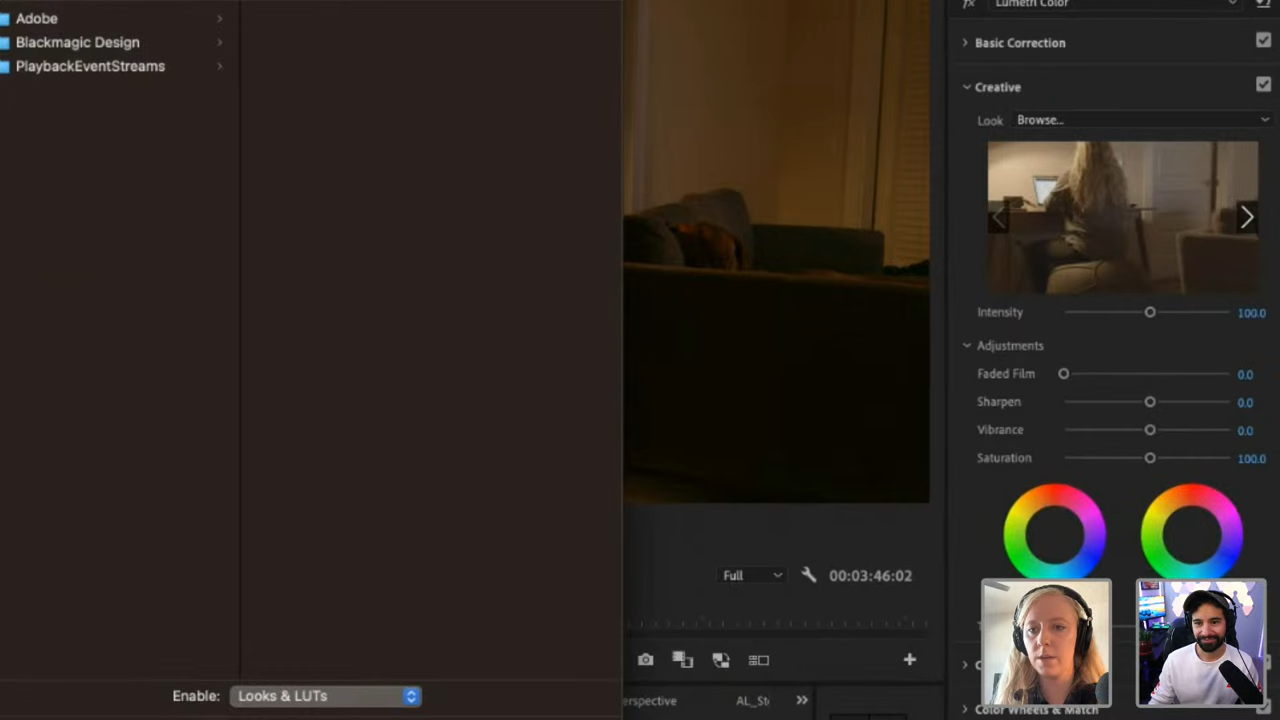 Adobe
Blackmagic Design
PlaybackEventStreams
Enable: Looks & LUTs
Full
00:03:46:02
erspective
AL_St
fx Lumetri Color
Basic Correction
Creative
Look Browse...
Intensity 100.0
Adjustments
Faded Film 0.0
Sharpen 0.0
Vibrance 0.0
Saturation 100.0
Color Wheels & Match